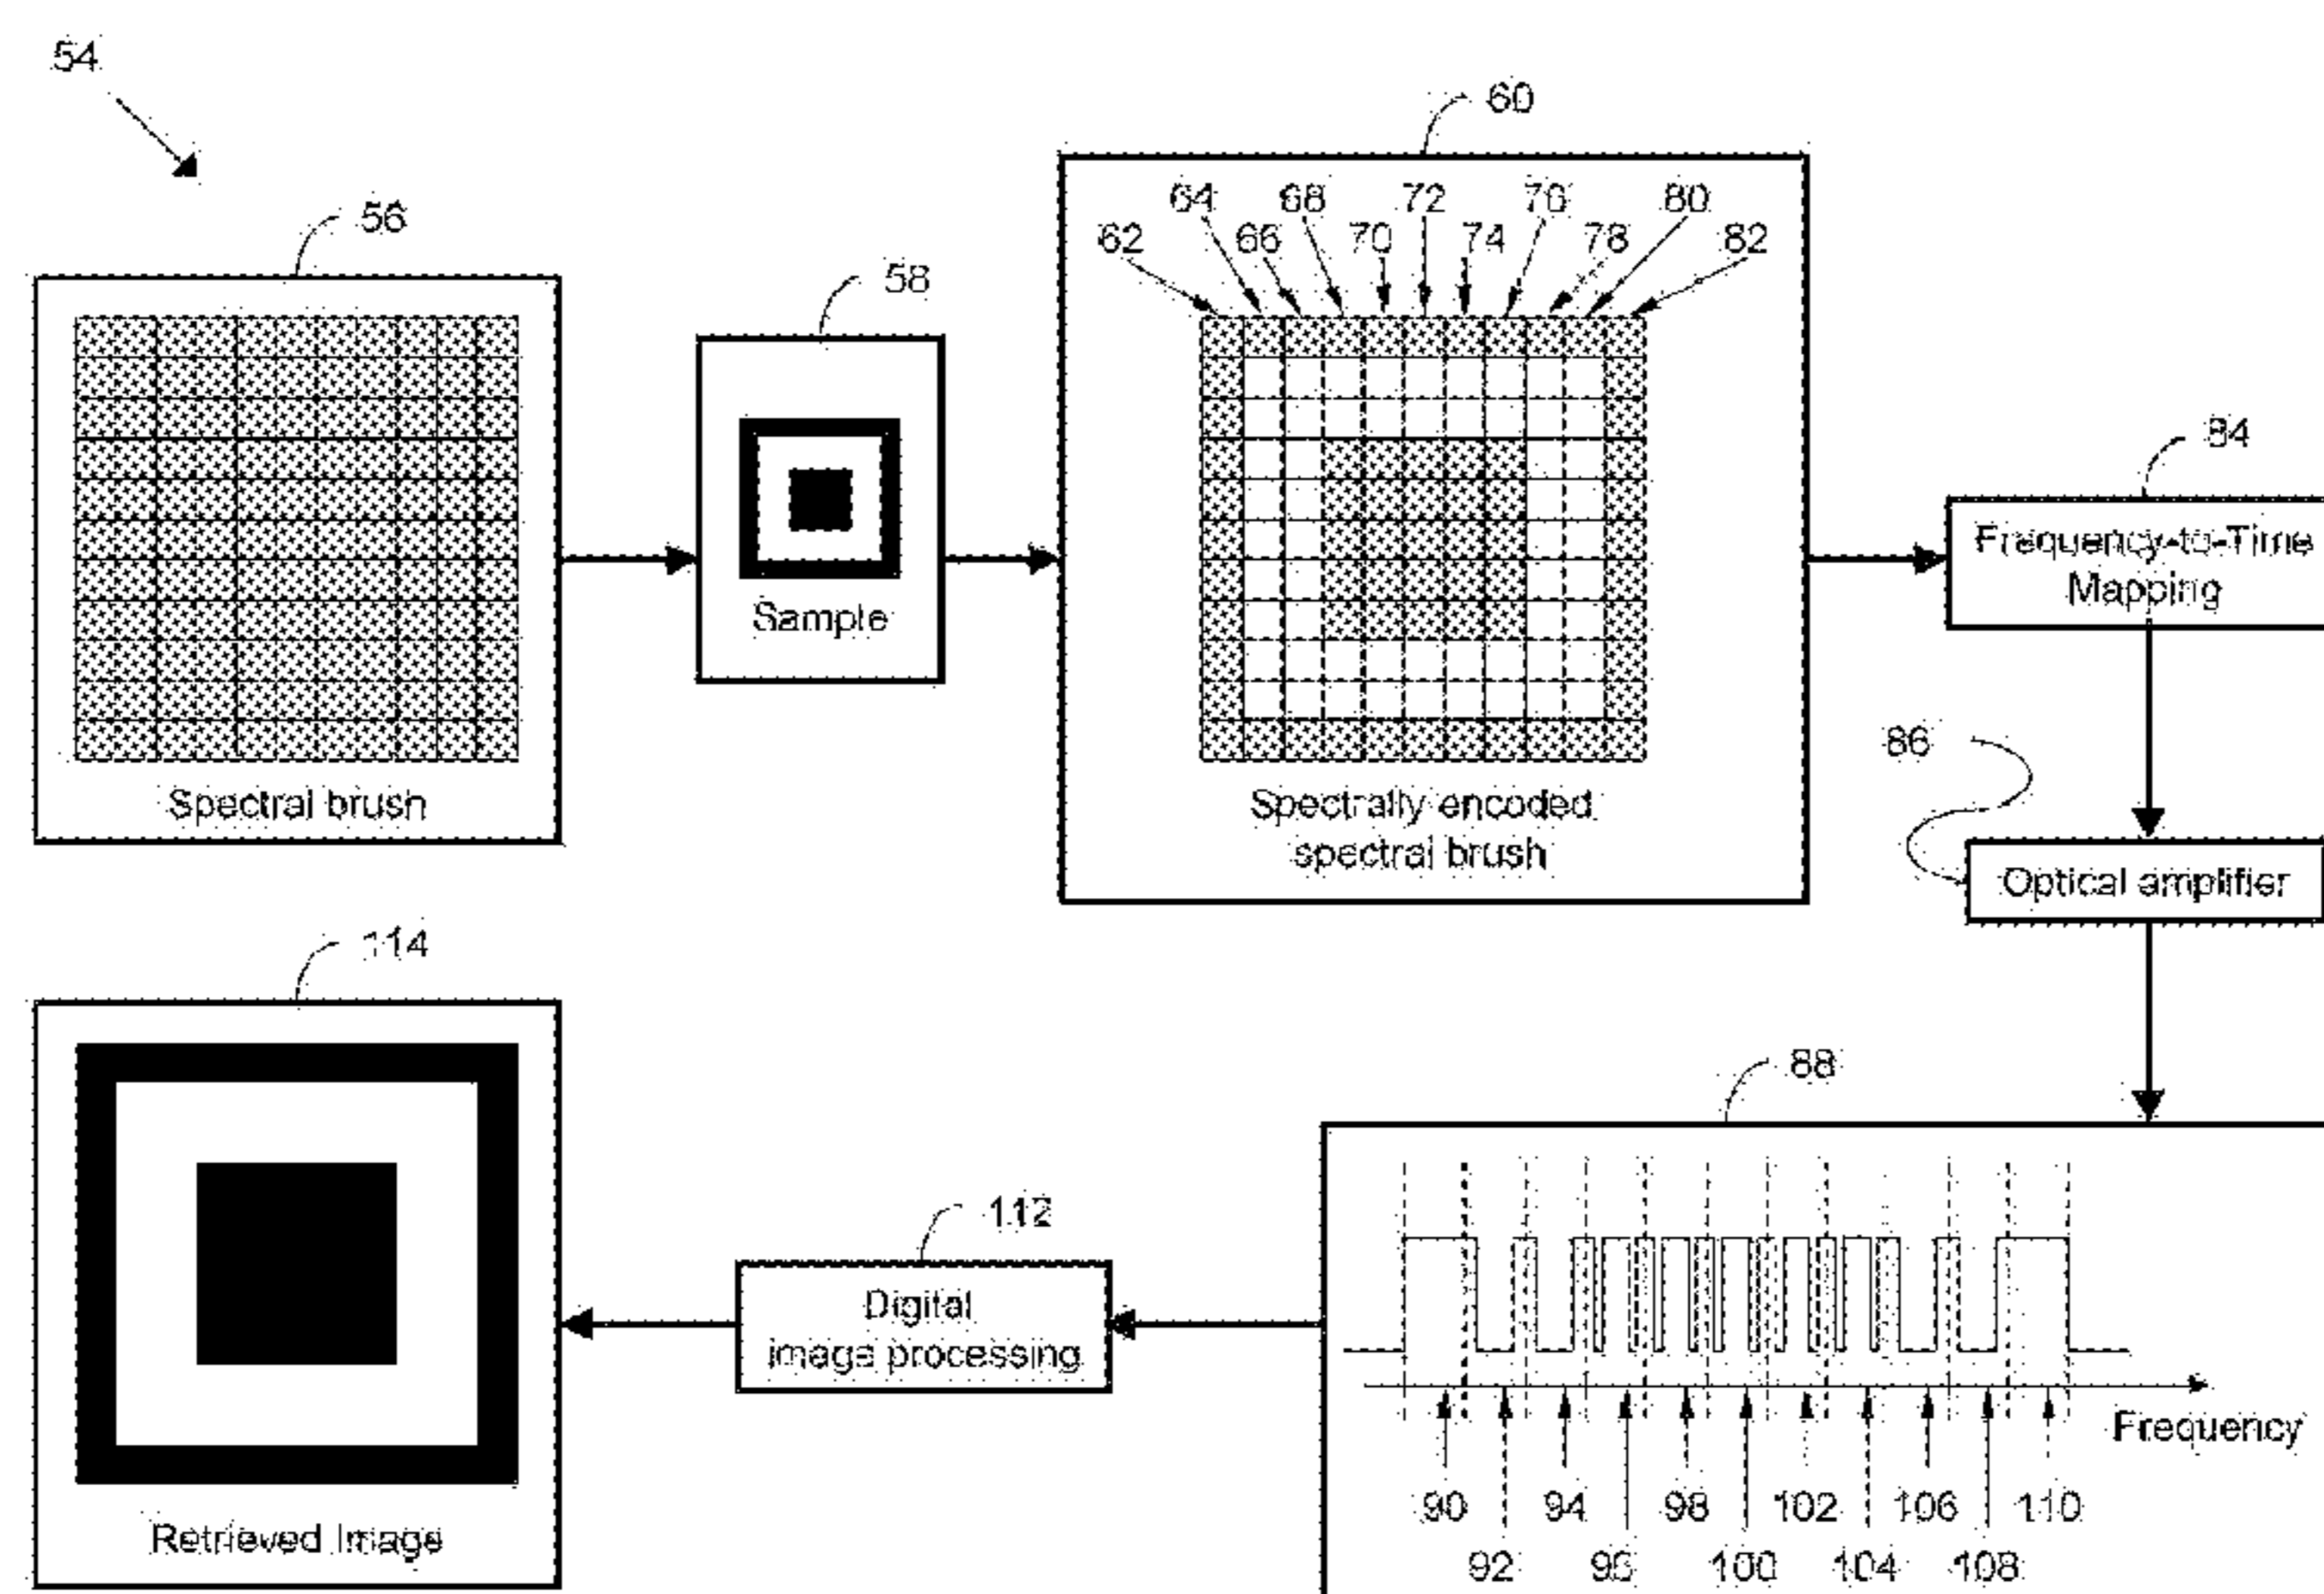 54
56
Spectral brush
58
Sample
60
64 68 72 76 80
62 66 70 74 78 82
Spectrally encoded
spectral brush
84
Frequency-to-Time
Mapping
86
Optical amplifier
88
Frequency
90 94 98 102 106 110
92 96 100 104 108
112
Digital
image processing
114
Retrieved Image